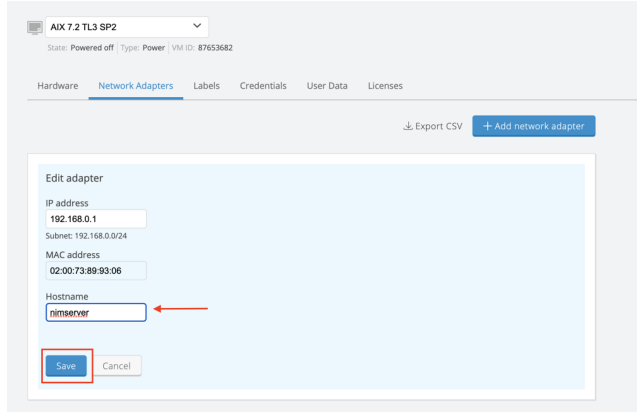 AIX 7.2 TL3 SP2
State: Powered off Type: Power VM ID: 87653682
Hardware Network Adapters Labels Credentials User Data Licenses
Export CSV + Add network adapter
Edit adapter
IP address
192.168.0.1
Subnet: 192.168.0.0/24
MAC address
02:00:73:89:93:06
Hostname
nimserver
Save Cancel